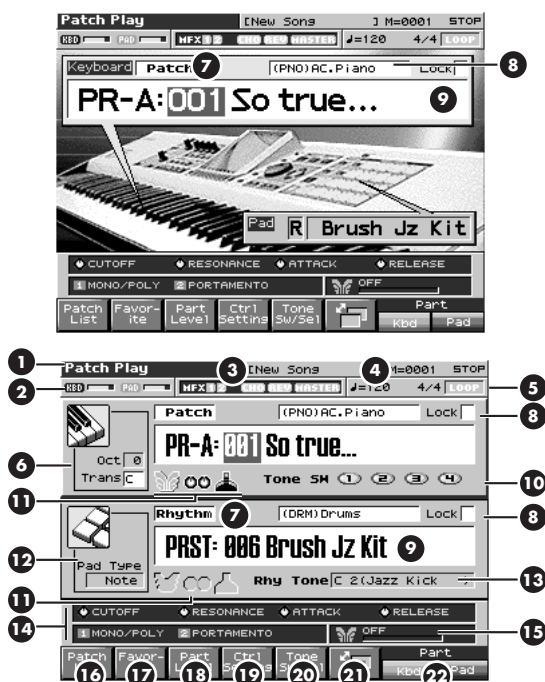 Patch Play [New Song ] M=0001 STOP
KBD PAD MFX 1 2 CHO REV MASTER ♩=120 4/4 LOOP
Keyboard Patch 7 (PNO)AC.Piano Lock 8
PR-A: 001 So true... 9
Pad R Brush Jz Kit
CUTOFF RESONANCE ATTACK RELEASE
1 MONO/POLY 2 PORTAMENTO OFF
Patch List Favor-ite Part Level Ctrl Setting Tone Sw/Sel Part Kbd Pad
1 Patch Play 3 [New Song 4 M=0001 STOP
2 KBD PAD MFX 1 2 CHO REV MASTER ♩=120 4/4 LOOP 5
Patch (PNO)AC.Piano Lock 8
PR-A: 001 So true...
6 Oct 0
Trans C
Tone SW 1 2 3 4 10
11
Rhythm 7 (DRM)Drums Lock 8
PRST: 006 Brush Jz Kit 9
12 Pad Type
Note
Rhy Tone C 2(Jazz Kick 13
11
14 CUTOFF RESONANCE ATTACK RELEASE
1 MONO/POLY 2 PORTAMENTO OFF 15
Patch Favor- Part Ctrl Tone Part
16 17 18 19 20 21 Kbd 22 Pad